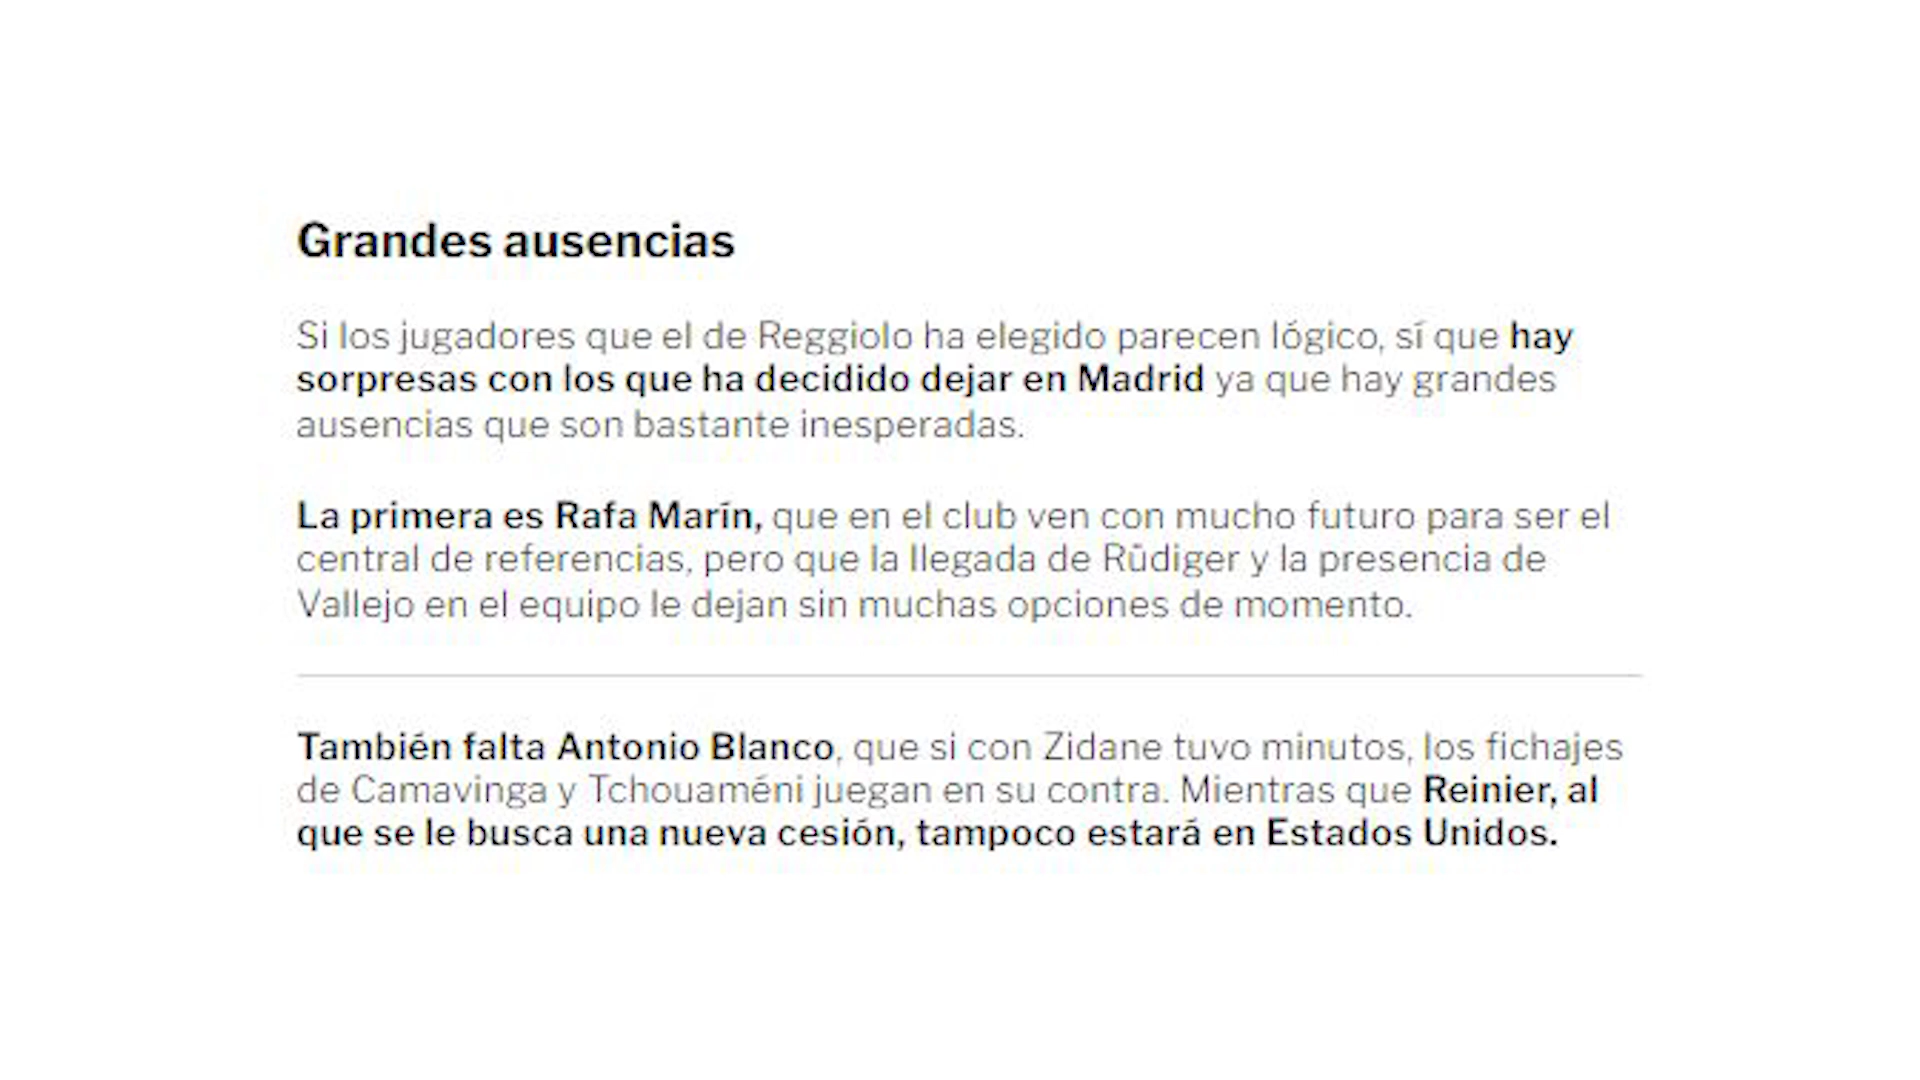 Grandes ausencias
Si los jugadores que el de Reggiolo ha elegido parecen lógico, sí que hay
sorpresas con los que ha decidido dejar en Madrid ya que hay grandes
ausencias que son bastante inesperadas.
La primera es Rafa Marín, que en el club ven con mucho futuro para ser el
central de referencias, pero que la llegada de Rüdiger y la presencia de
Vallejo en el equipo le dejan sin muchas opciones de momento.
También falta Antonio Blanco, que si con Zidane tuvo minutos, los fichajes
de Camavinga y Tchouaméni juegan en su contra. Mientras que Reinier, al
que se le busca una nueva cesión, tampoco estará en Estados Unidos.